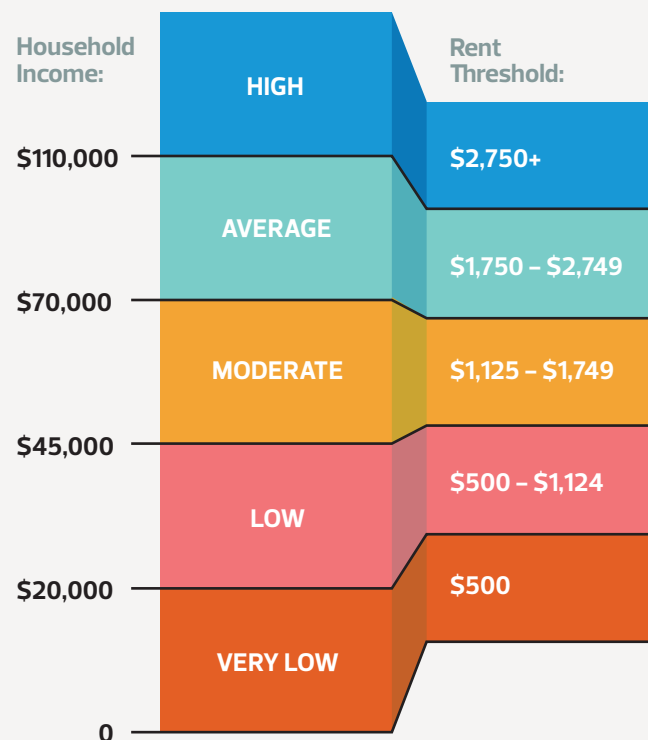 Household
Income:
Rent
Threshold:
HIGH
$110,000
$2,750+
AVERAGE
$1,750 – $2,749
$70,000
MODERATE
$1,125 – $1,749
$45,000
LOW
$500 – $1,124
$20,000
$500
VERY LOW
0